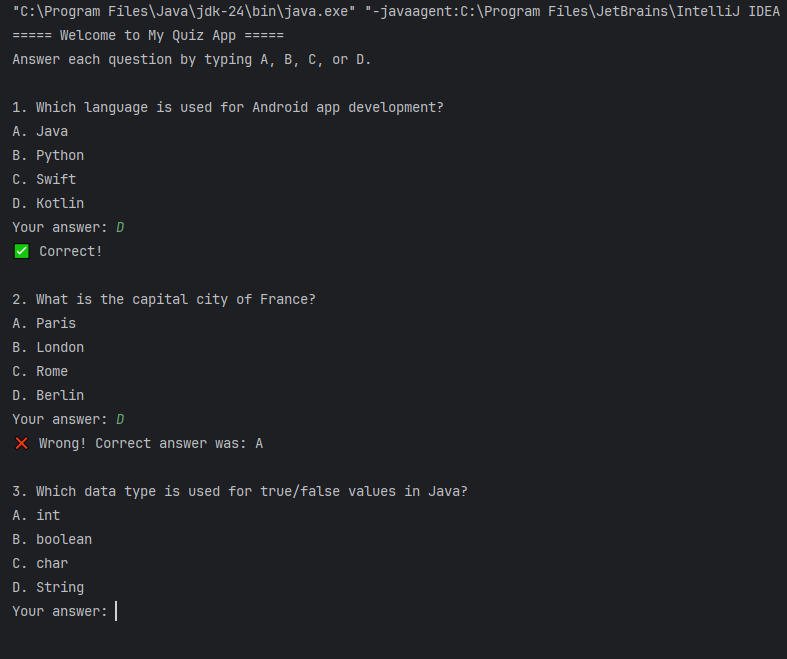 "C:\Program Files\Java\jdk-24\bin\java.exe" "-javaagent:C:\Program Files\JetBrains\IntelliJ IDEA
===== Welcome to My Quiz App =====
Answer each question by typing A, B, C, or D.
1. Which language is used for Android app development?
A. Java
B. Python
C. Swift
D. Kotlin
Your answer: D
✅ Correct!
2. What is the capital city of France?
A. Paris
B. London
C. Rome
D. Berlin
Your answer: D
❌ Wrong! Correct answer was: A
3. Which data type is used for true/false values in Java?
A. int
B. boolean
C. char
D. String
Your answer: